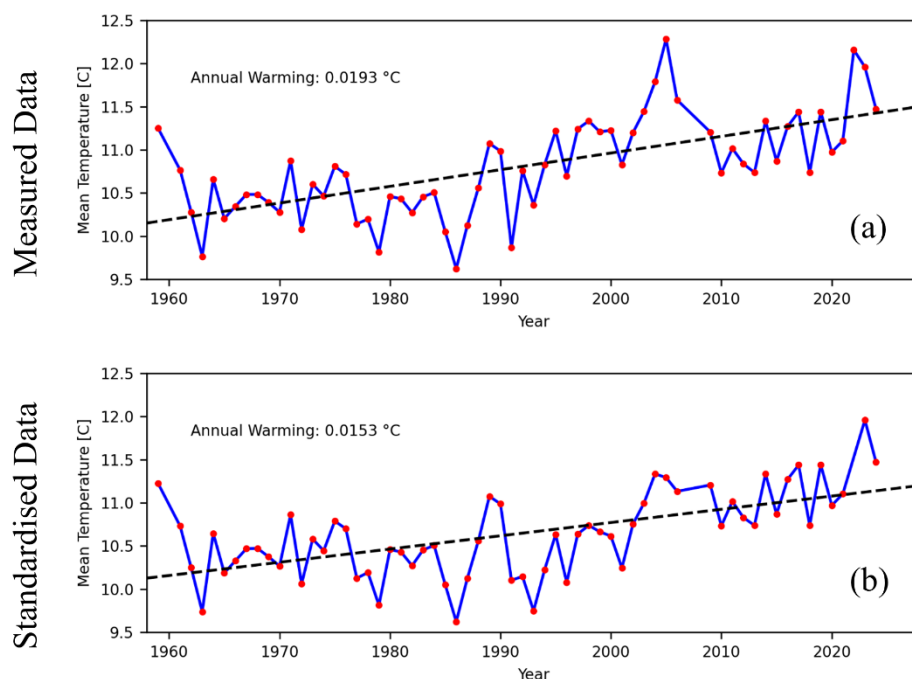 Measured Data
Mean Temperature [C]
12.5
12.0
11.5
11.0
10.5
10.0
9.5
Annual Warming: 0.0193 °C
(a)
1960 1970 1980 1990 2000 2010 2020
Year
Standardised Data
Mean Temperature [C]
12.5
12.0
11.5
11.0
10.5
10.0
9.5
Annual Warming: 0.0153 °C
(b)
1960 1970 1980 1990 2000 2010 2020
Year